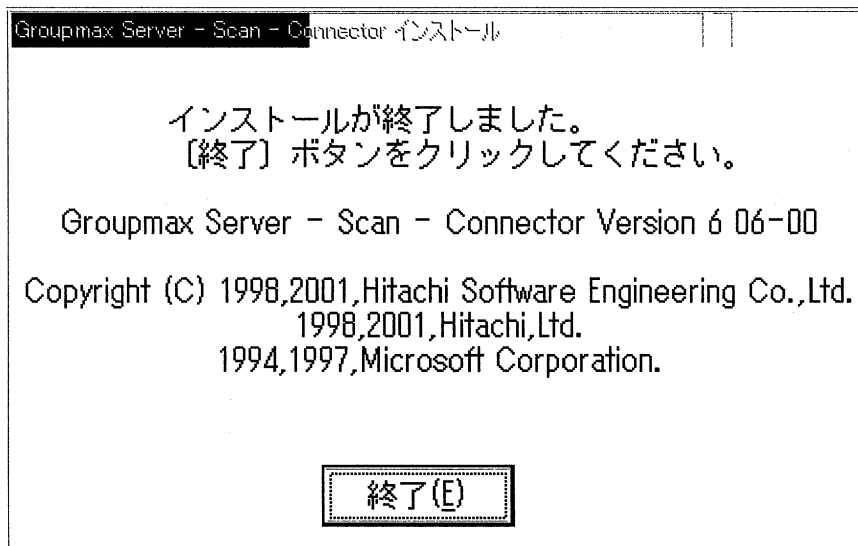 Groupmax Server - Scan - Connector インストール
インストールが終了しました。
［終了］ボタンをクリックしてください。
Groupmax Server - Scan - Connector Version 6 06-00
Copyright (C) 1998,2001,Hitachi Software Engineering Co.,Ltd.
1998,2001,Hitachi,Ltd.
1994,1997,Microsoft Corporation.
終了(E)